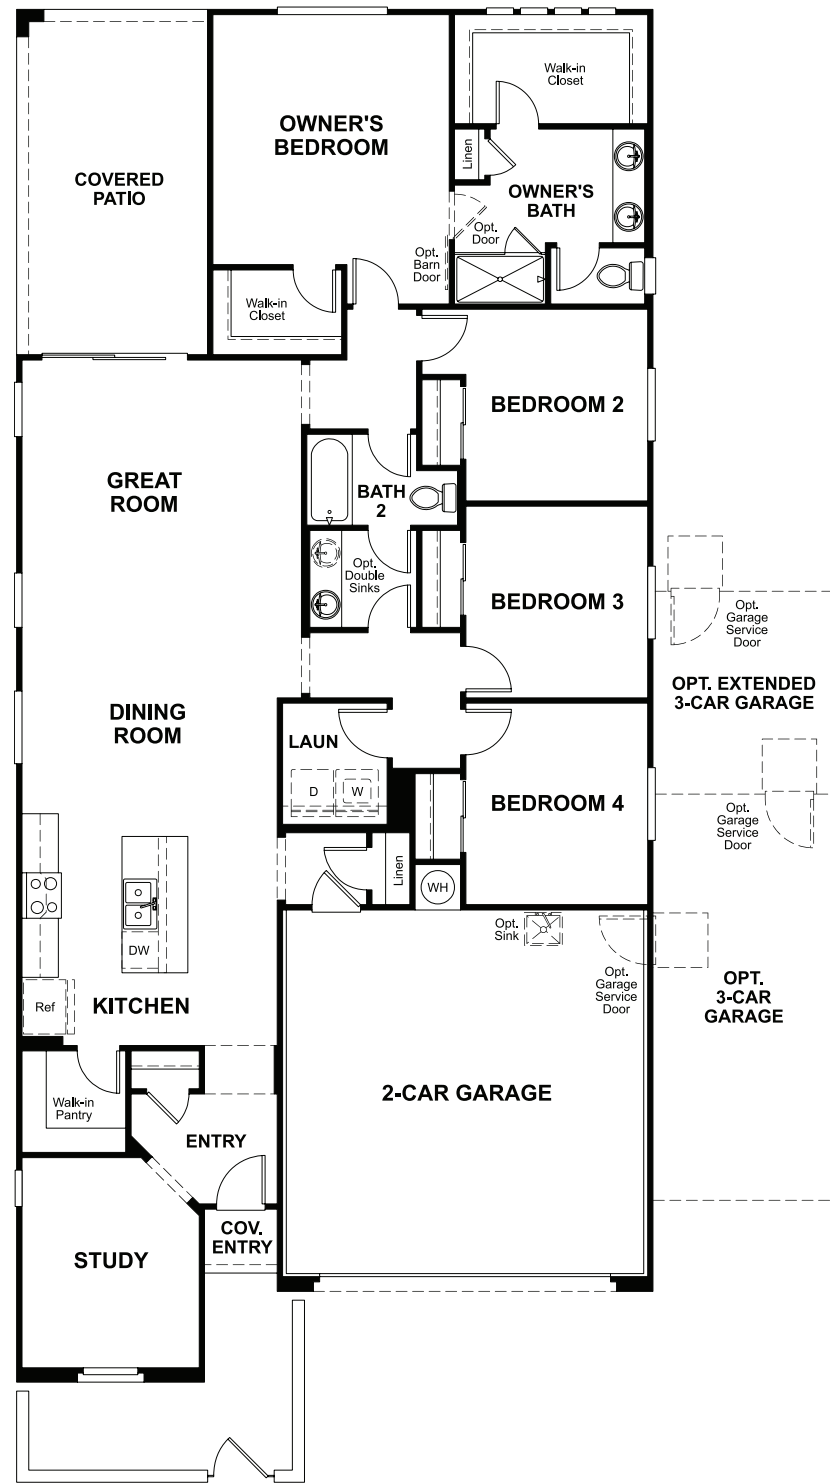 Walk-in
Closet
OWNER'S
BEDROOM
Linen
COVERED
PATIO
OWNER'S
BATH
Opt.
Door
Opt.
Barn
Door
Walk-in
Closet
BEDROOM 2
GREAT
ROOM
BATH
2
Opt.
Double
Sinks
BEDROOM 3
Opt.
Garage
Service
Door
OPT. EXTENDED
3-CAR GARAGE
DINING
ROOM
LAUN
D
W
BEDROOM 4
Opt.
Garage
Service
Door
Linen
WH
DW
Opt.
Sink
Opt.
Garage
Service
Door
OPT.
3-CAR
GARAGE
Ref
KITCHEN
2-CAR GARAGE
Walk-in
Pantry
ENTRY
COV.
ENTRY
STUDY